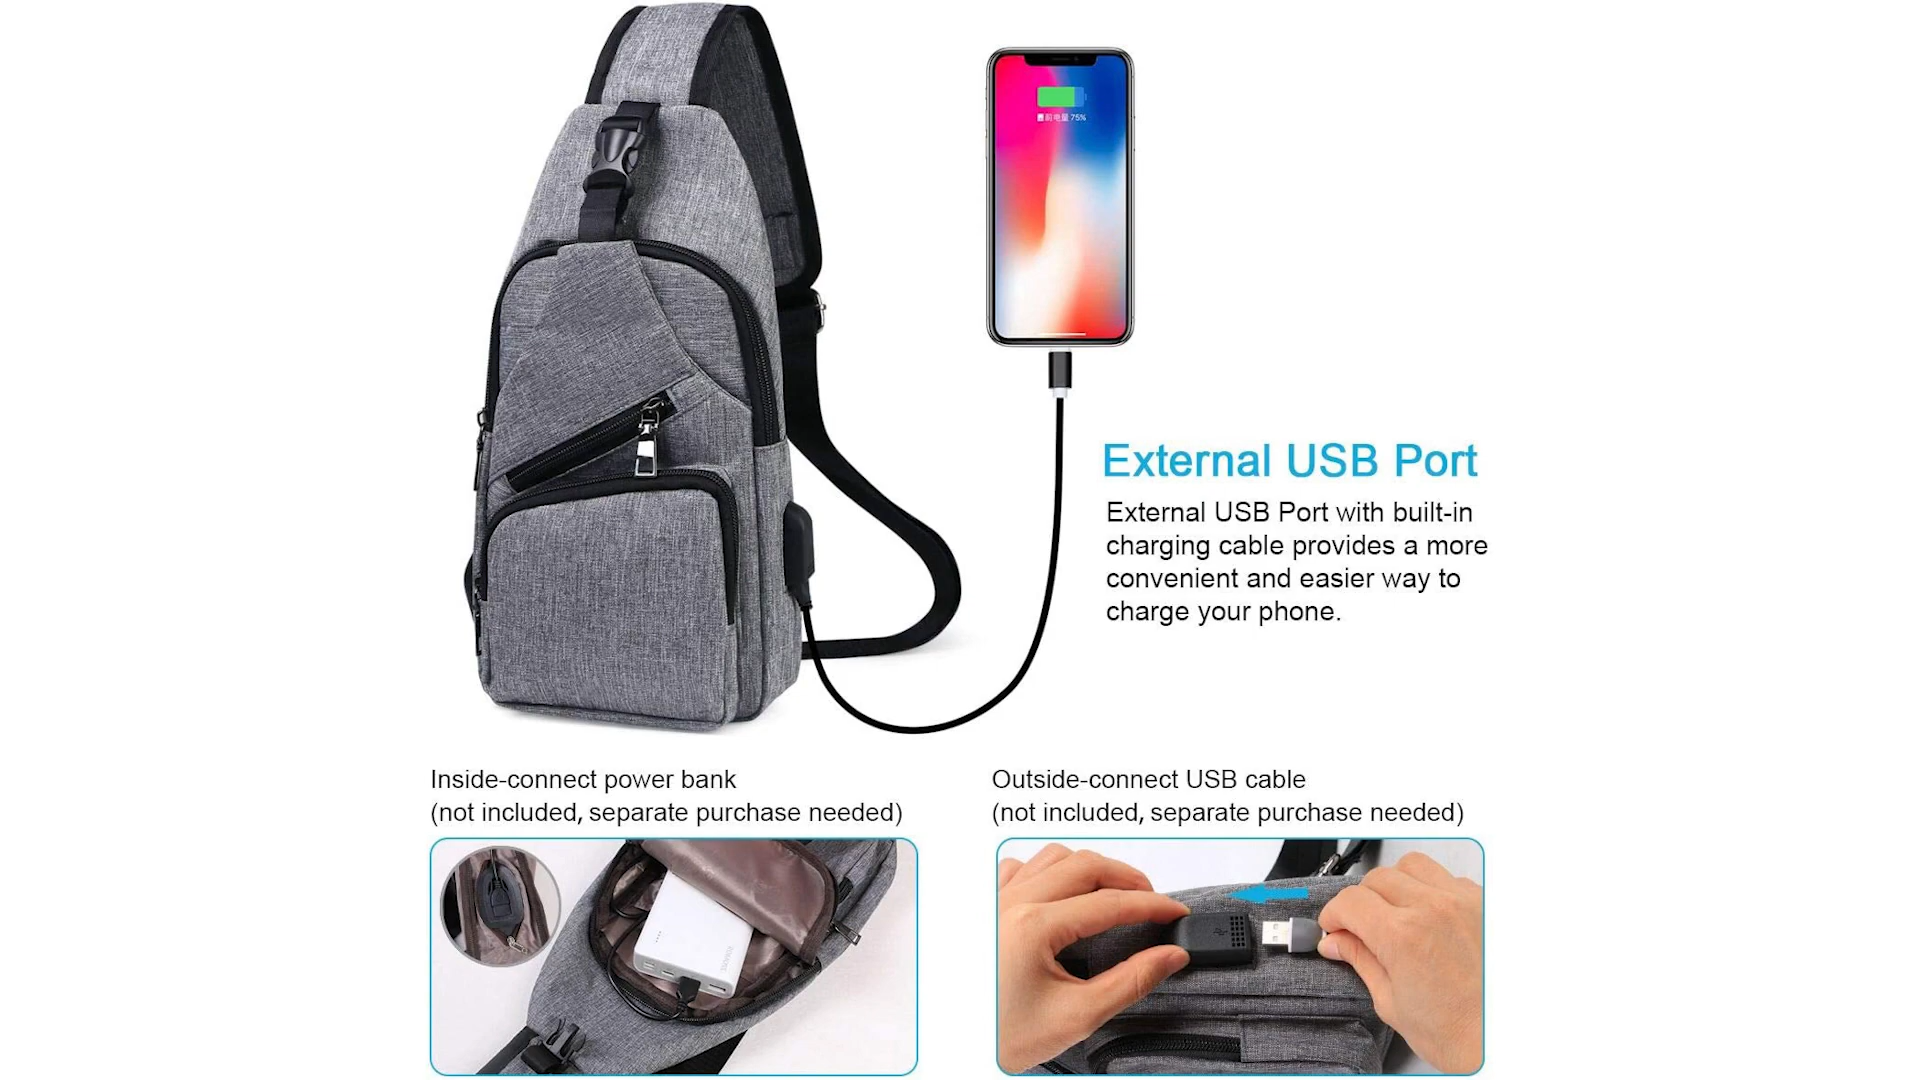 75%
External USB Port
External USB Port with built-in
charging cable provides a more
convenient and easier way to
charge your phone.
Inside-connect power bank
(not included, separate purchase needed)
Outside-connect USB cable
(not included, separate purchase needed)